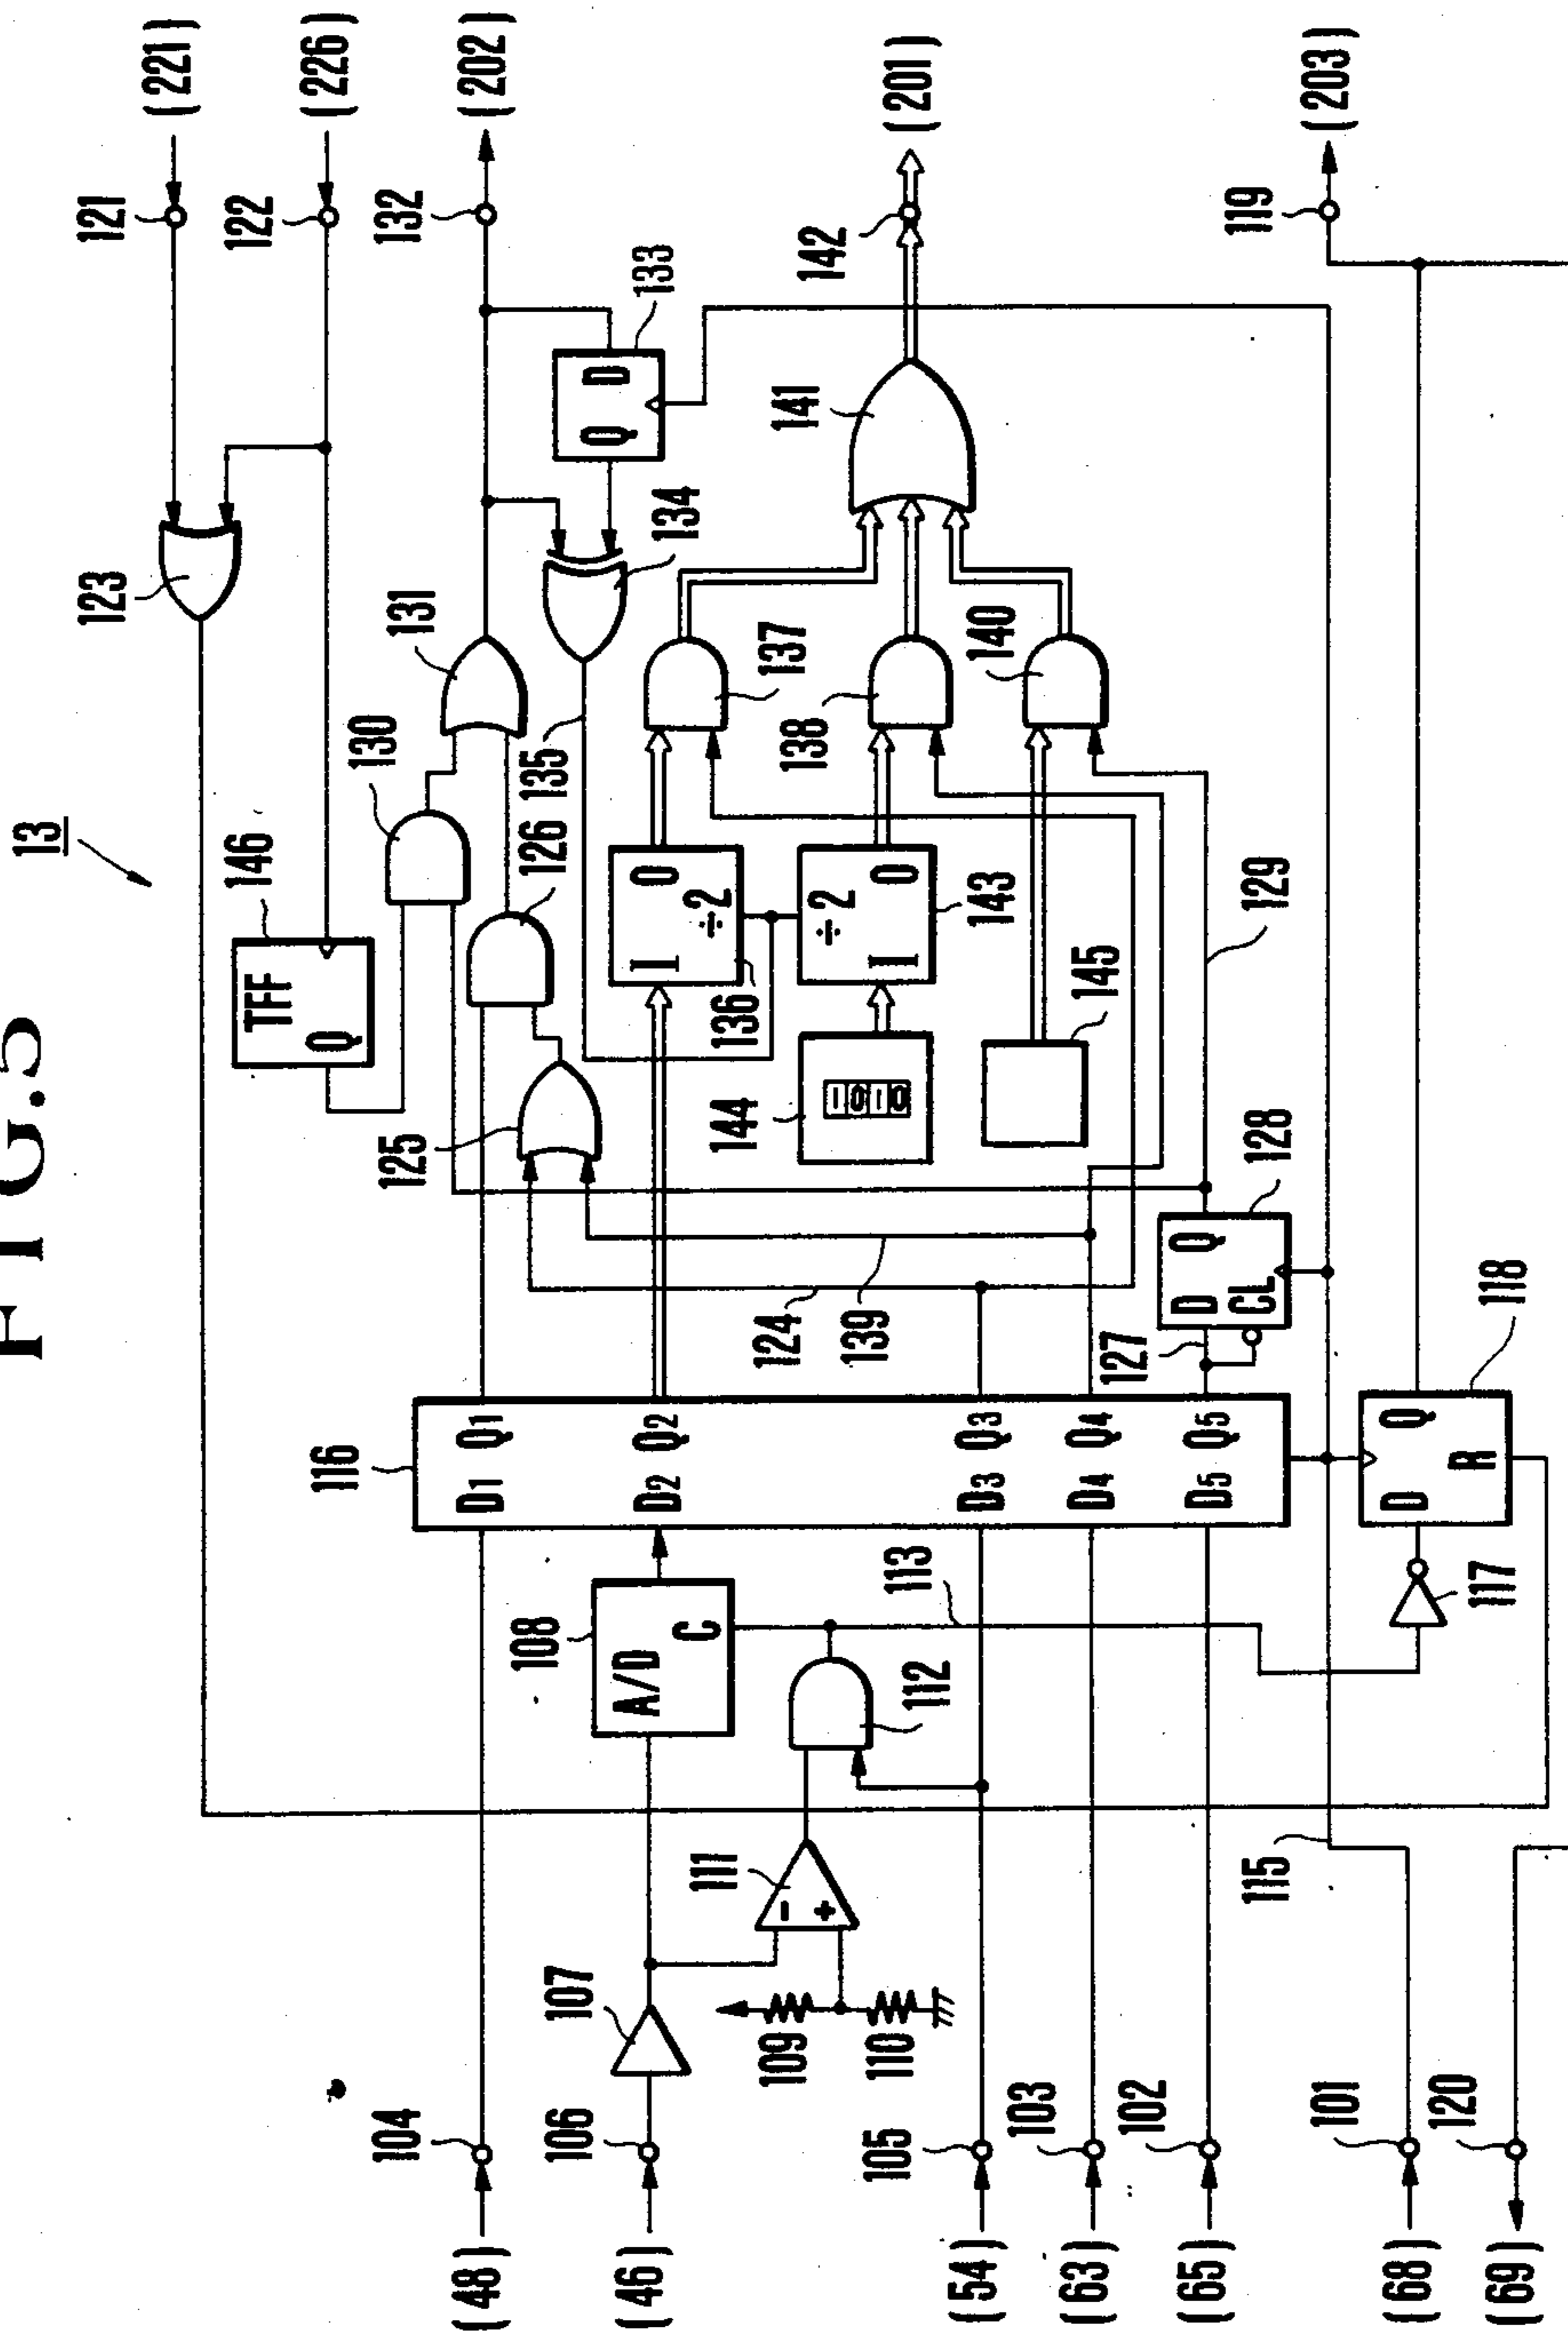 FIG.5
13
(221)
121
(226)
122
123
(202)
132
133
D
Q
134
135
131
130
126
125
TFF
Q
146
(201)
142
141
137
138
140
I
O
÷2
136
÷2
I
O
143
144
1010
145
129
128
D
Q
CL
127
124
139
(203)
119
118
D
Q
R
117
116
D1
Q1
D2
Q2
D3
Q3
D4
Q4
D5
Q5
108
A/D
C
113
112
111
-
+
107
109
110
115
104
(48)
106
(46)
105
(54)
103
(63)
102
(65)
101
(68)
120
(69)